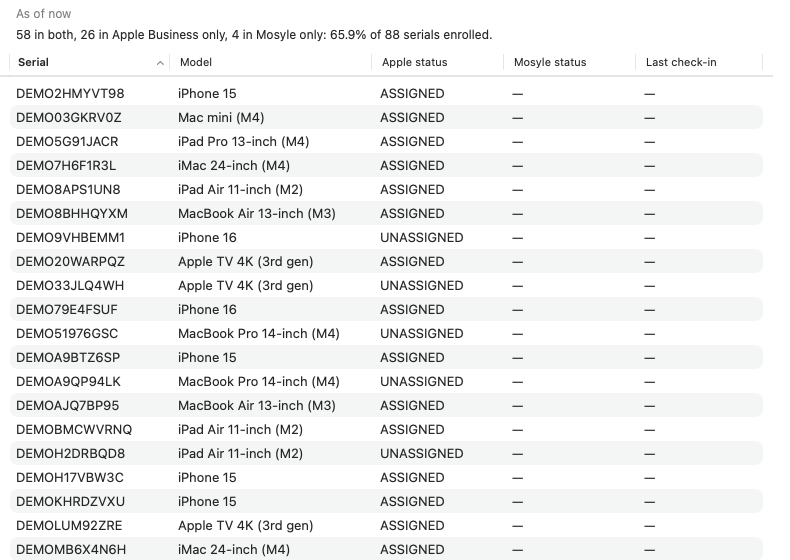 As of now
58 in both, 26 in Apple Business only, 4 in Mosyle only: 65.9% of 88 serials enrolled.
Serial Model Apple status Mosyle status Last check-in
DEMO2HMYVT98 iPhone 15 ASSIGNED — —
DEMO03GKRV0Z Mac mini (M4) ASSIGNED — —
DEMO5G91JACR iPad Pro 13-inch (M4) ASSIGNED — —
DEMO7H6F1R3L iMac 24-inch (M4) ASSIGNED — —
DEMO8APS1UN8 iPad Air 11-inch (M2) ASSIGNED — —
DEMO8BHHQYXM MacBook Air 13-inch (M3) ASSIGNED — —
DEMO9VHBEMM1 iPhone 16 UNASSIGNED — —
DEMO20WARPQZ Apple TV 4K (3rd gen) ASSIGNED — —
DEMO33JLQ4WH Apple TV 4K (3rd gen) UNASSIGNED — —
DEMO79E4FSUF iPhone 16 ASSIGNED — —
DEMO51976GSC MacBook Pro 14-inch (M4) UNASSIGNED — —
DEMOA9BTZ6SP iPhone 15 ASSIGNED — —
DEMOA9QP94LK MacBook Pro 14-inch (M4) UNASSIGNED — —
DEMOAJQ7BP95 MacBook Air 13-inch (M3) ASSIGNED — —
DEMOBMCWVRNQ iPad Air 11-inch (M2) ASSIGNED — —
DEMOH2DRBQD8 iPad Air 11-inch (M2) UNASSIGNED — —
DEMOH17VBW3C iPhone 15 ASSIGNED — —
DEMOKHRDZVXU iPhone 15 ASSIGNED — —
DEMOLUM92ZRE Apple TV 4K (3rd gen) ASSIGNED — —
DEMOMB6X4N6H iMac 24-inch (M4) ASSIGNED — —